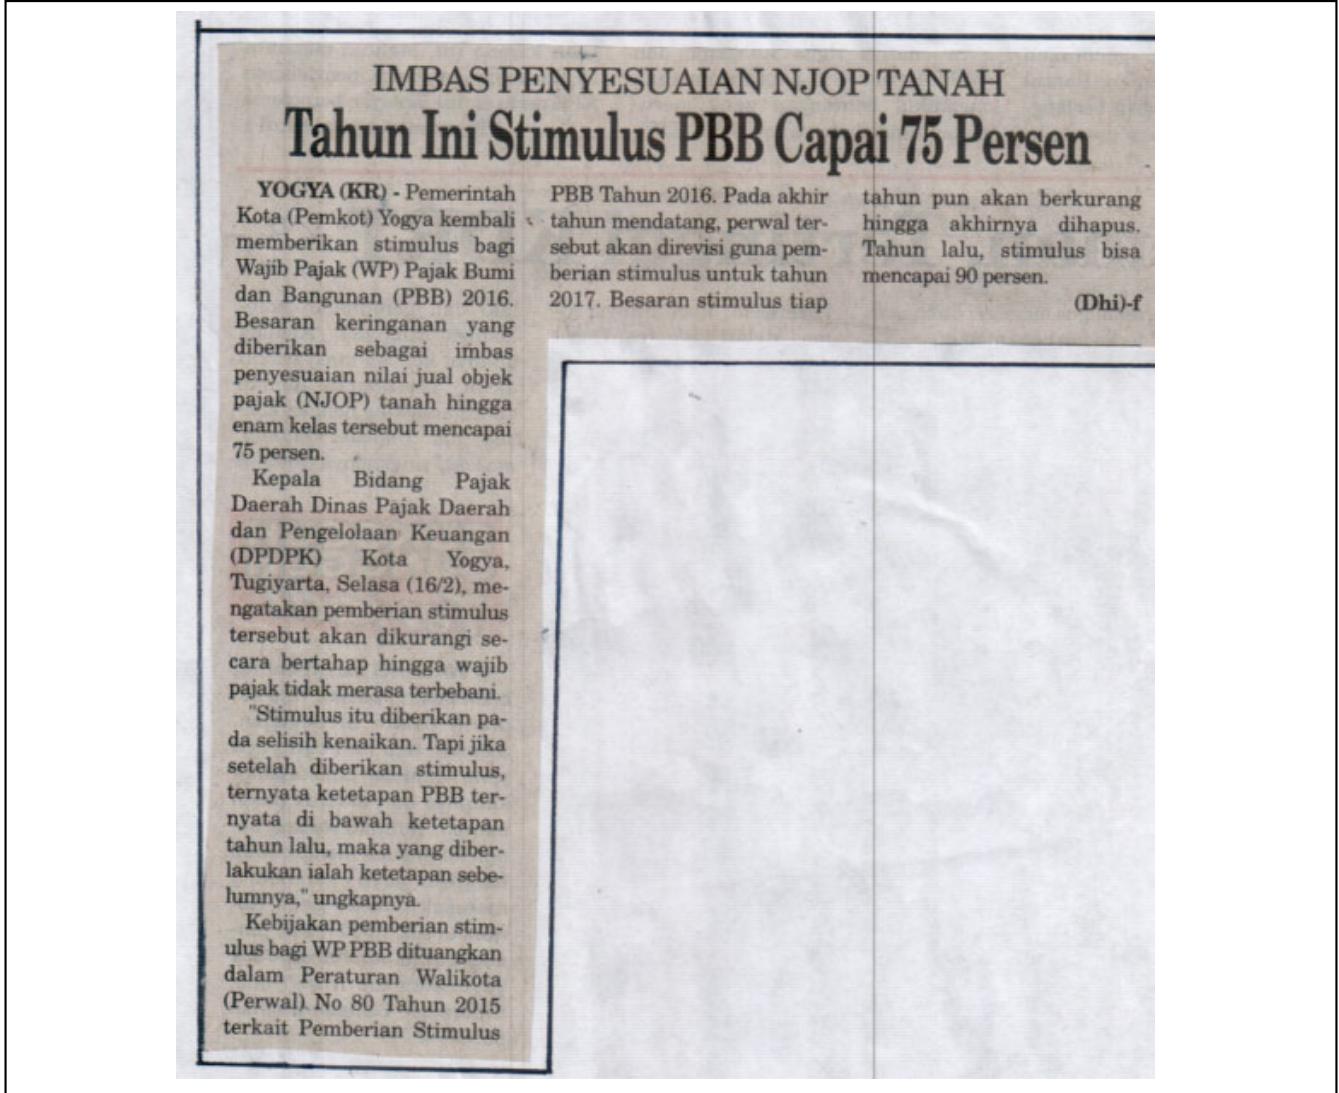 IMBAS PENYESUAIAN NJOP TANAH
Tahun Ini Stimulus PBB Capai 75 Persen
YOGYA (KR) - Pemerintah
Kota (Pemkot) Yogya kembali
memberikan stimulus bagi
Wajib Pajak (WP) Pajak Bumi
dan Bangunan (PBB) 2016.
Besaran keringanan yang
diberikan sebagai imbas
penyesuaian nilai jual objek
pajak (NJOP) tanah hingga
enam kelas tersebut mencapai
75 persen.
Kepala Bidang Pajak
Daerah Dinas Pajak Daerah
dan Pengelolaan Keuangan
(DPDPK) Kota Yogya,
Tugiyarta, Selasa (16/2), me-
ngatakan pemberian stimulus
tersebut akan dikurangi se-
cara bertahap hingga wajib
pajak tidak merasa terbebani.
"Stimulus itu diberikan pa-
da selisih kenaikan. Tapi jika
setelah diberikan stimulus,
ternyata ketetapan PBB ter-
nyata di bawah ketetapan
tahun lalu, maka yang diber-
lakukan ialah ketetapan sebe-
lumnya," ungkapnya.
Kebijakan pemberian stim-
ulus bagi WP PBB dituangkan
dalam Peraturan Walikota
(Perwal) No 80 Tahun 2015
terkait Pemberian Stimulus
PBB Tahun 2016. Pada akhir
tahun mendatang, perwal ter-
sebut akan direvisi guna pem-
berian stimulus untuk tahun
2017. Besaran stimulus tiap
tahun pun akan berkurang
hingga akhirnya dihapus.
Tahun lalu, stimulus bisa
mencapai 90 persen.
(Dhi)-f